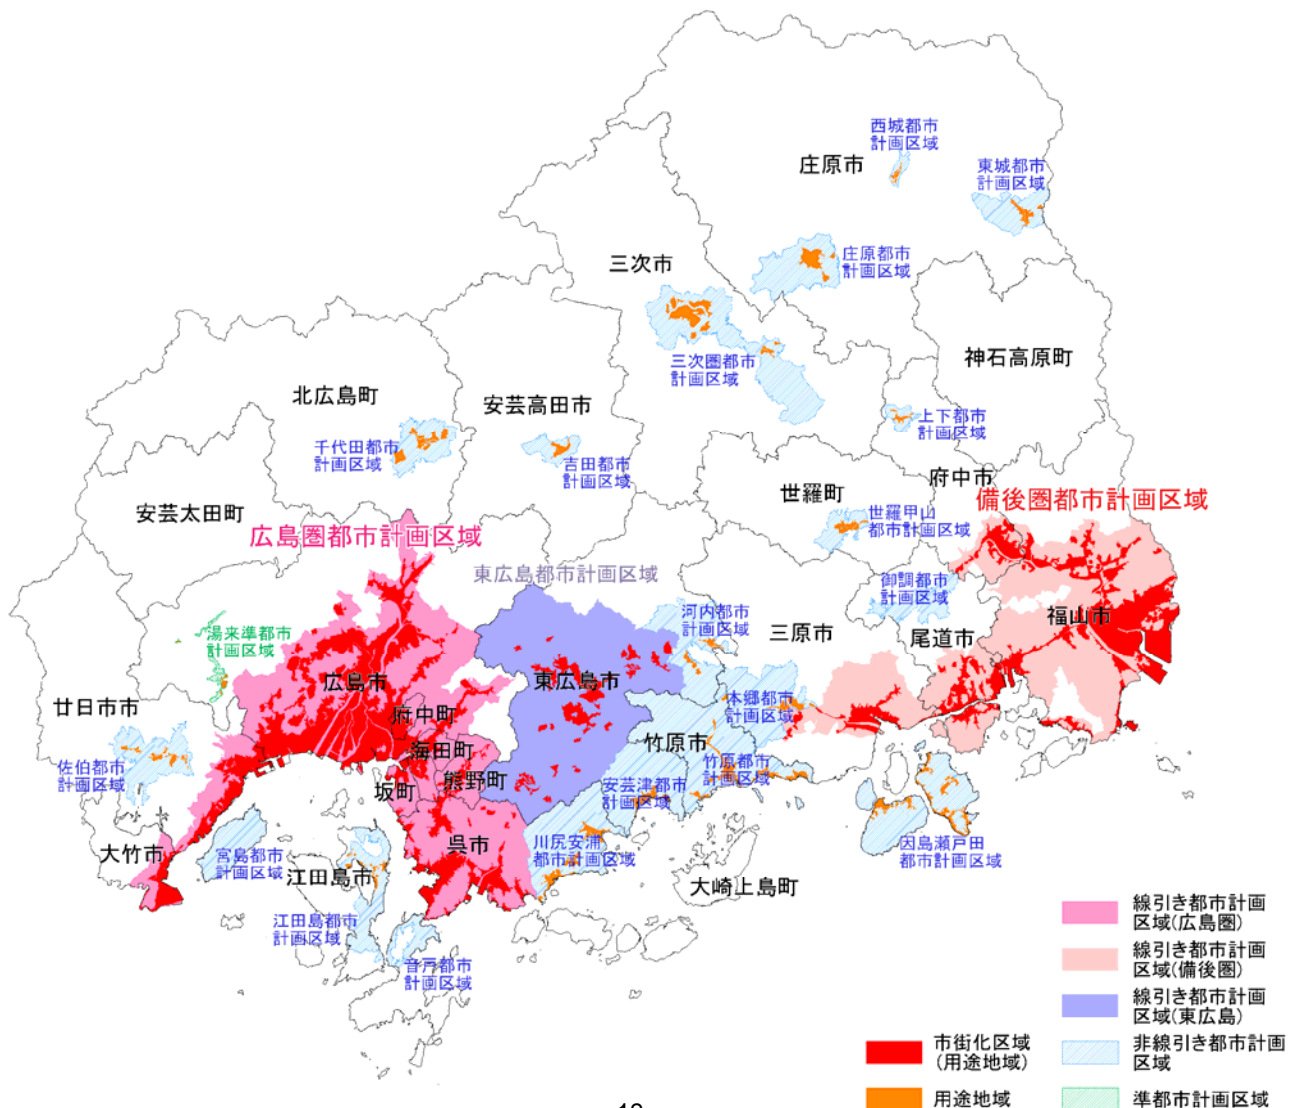 西城都市
計画区域
庄原市
東城都市
計画区域
庄原都市
計画区域
三次市
三次圏都市
計画区域
神石高原町
北広島町
安芸高田市
千代田都市
計画区域
吉田都市
計画区域
上下都市
計画区域
府中市
世羅町
備後圏都市計画区域
安芸太田町
世羅甲山
都市計画区域
広島圏都市計画区域
東広島都市計画区域
御調都市
計画区域
河内都市
計画区域
三原市
尾道市
福山市
湯来準都市
計画区域
広島市
東広島市
府中町
本郷都市
計画区域
廿日市市
海田町
竹原市
竹原都市
計画区域
佐伯都市
計画区域
坂町
熊野町
安芸津都市
計画区域
大竹市
宮島都市
計画区域
呉市
川尻安浦
都市計画区域
因島瀬戸田
都市計画区域
江田島市
大崎上島町
江田島都市
計画区域
音戸都市
計画区域
線引き都市計画
区域(広島圏)
線引き都市計画
区域(備後圏)
線引き都市計画
区域(東広島)
市街化区域
(用途地域)
非線引き都市計画
区域
用途地域
準都市計画区域